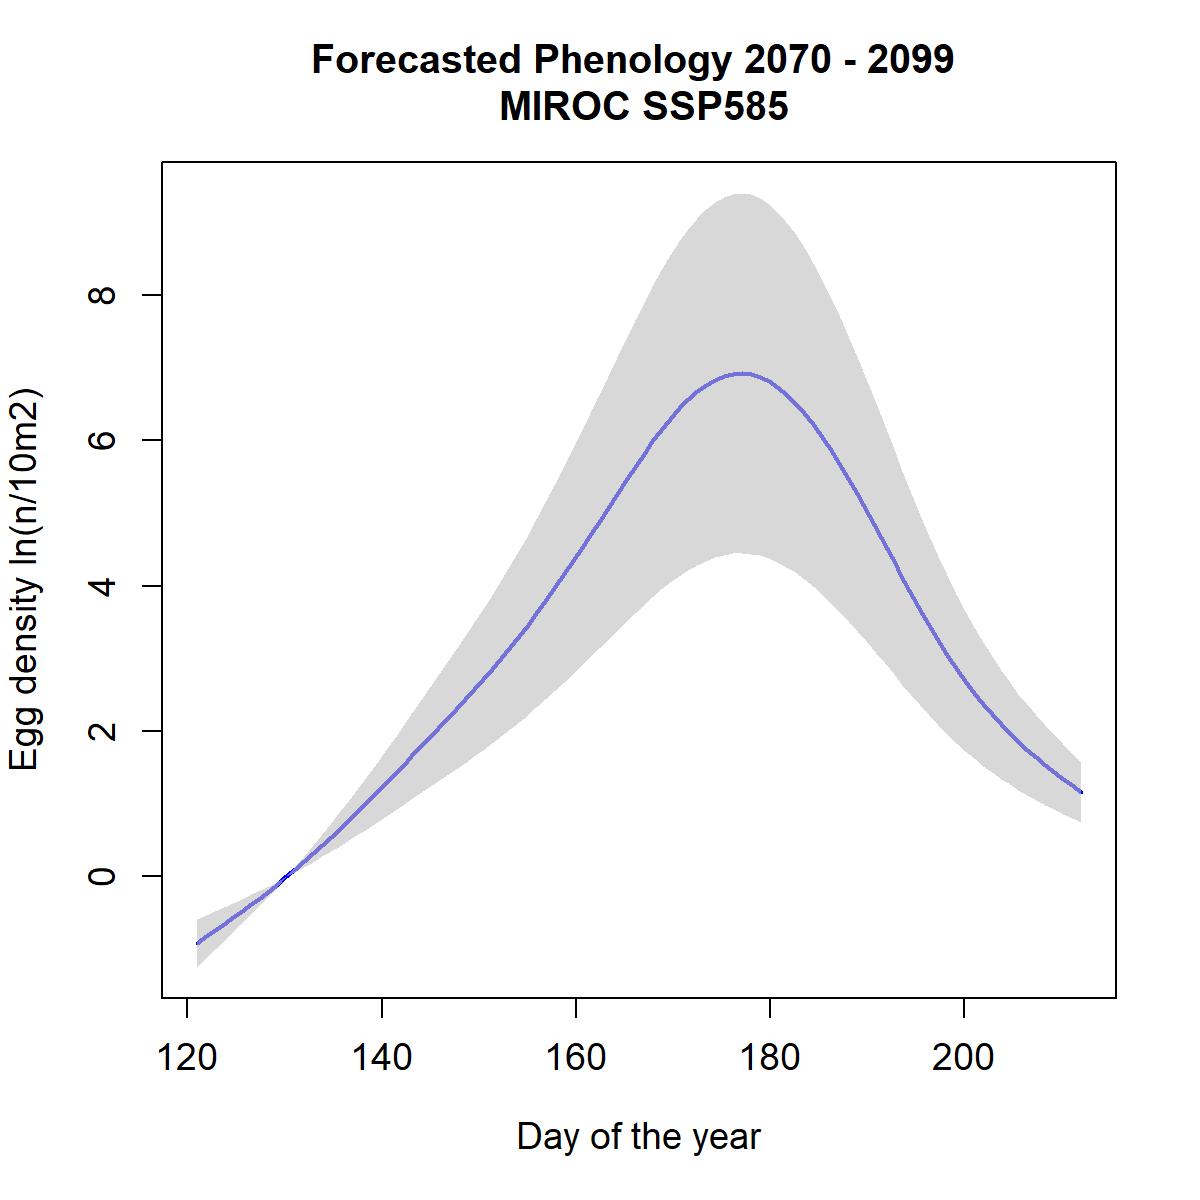 Forecasted Phenology 2070 - 2099
MIROC SSP585
Egg density ln(n/10m2)
8
6
4
2
0
120 140 160 180 200
Day of the year